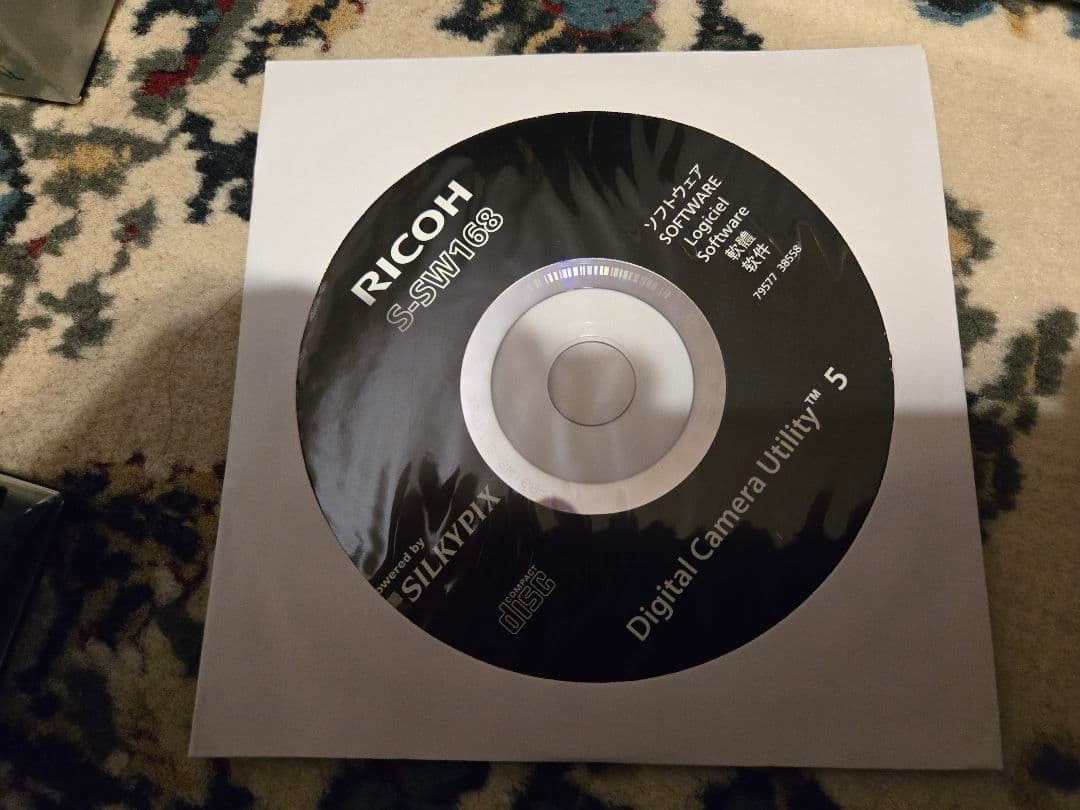 RICOH
S-SW168
ソフトウェア
SOFTWARE
Logiciel
Software
軟體
软件
79577 38558
Digital Camera Utility™ 5
SILKYPIX
COMPACT
disc